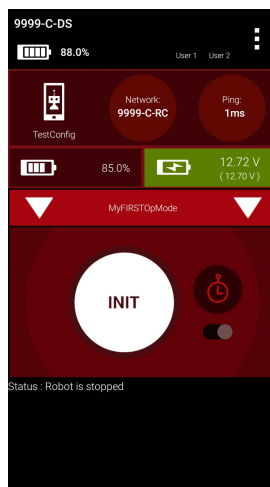 9999-C-DS
88.0%
User 1 User 2
Network:
9999-C-RC
Ping:
1ms
TestConfig
85.0%
12.72 V
( 12.70 V )
MyFIRSTOpMode
INIT
Status : Robot is stopped